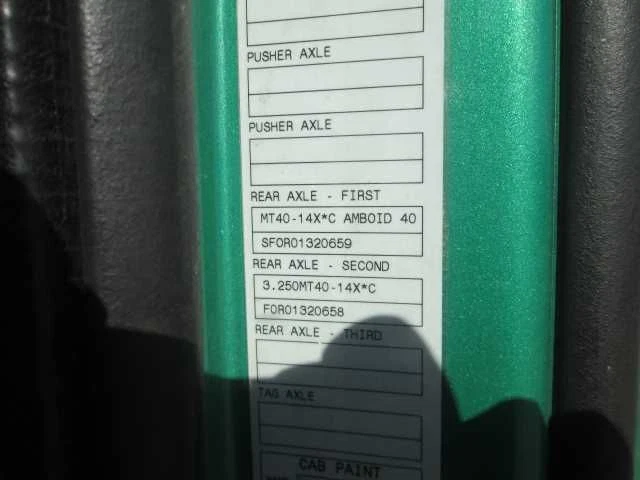 PUSHER AXLE
PUSHER AXLE
REAR AXLE - FIRST
MT40-14X*C AMBOID 40
SFOR01320659
REAR AXLE - SECOND
3.250MT40-14X*C
FOR01320658
REAR AXLE - THIRD
TAG AXLE
CAB PAINT